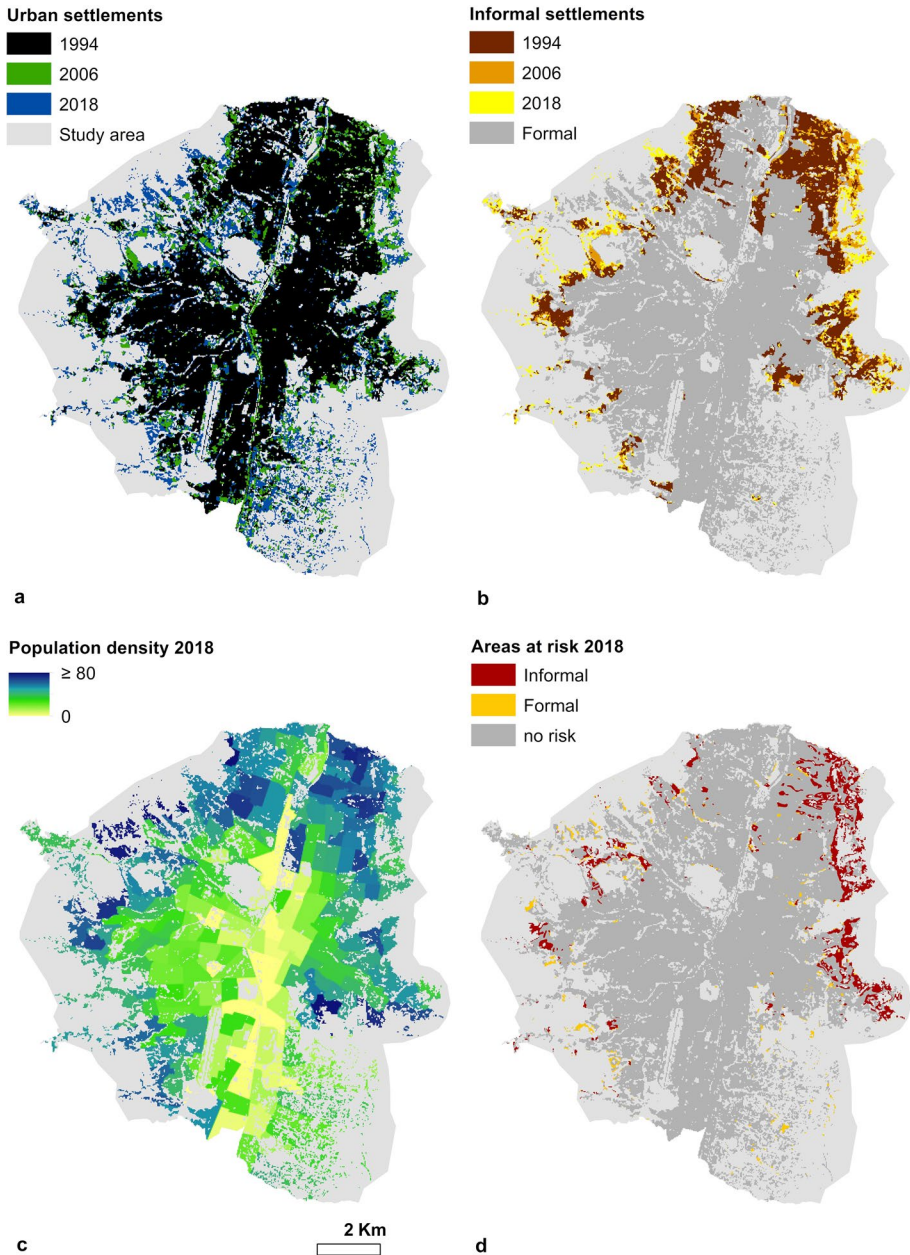 Urban settlements
1994
2006
2018
Study area
a
Informal settlements
1994
2006
2018
Formal
b
Population density 2018
≥ 80
0
c
2 Km
Areas at risk 2018
Informal
Formal
no risk
d